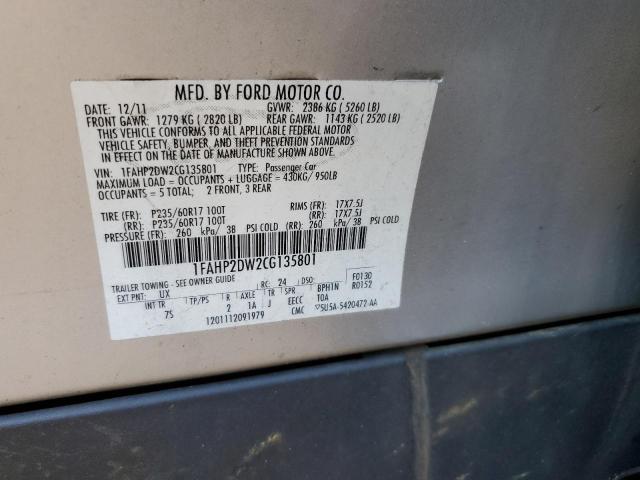 MFD. BY FORD MOTOR CO.
DATE: 12/11 GVWR: 2386 KG ( 5260 LB)
FRONT GAWR: 1279 KG ( 2820 LB) REAR GAWR: 1143 KG ( 2520 LB)
THIS VEHICLE CONFORMS TO ALL APPLICABLE FEDERAL MOTOR
VEHICLE SAFETY, BUMPER, AND THEFT PREVENTION STANDARDS
IN EFFECT ON THE DATE OF MANUFACTURE SHOWN ABOVE.
VIN: 1FAHP2DW2CG135801 TYPE: Passenger Car
MAXIMUM LOAD = OCCUPANTS + LUGGAGE = 430KG/ 950LB
OCCUPANTS = 5 TOTAL; 2 FRONT, 3 REAR
TIRE (FR): P235/60R17 100T RIMS (FR): 17X7.5J
(RR): P235/60R17 100T (RR): 17X7.5J
PRESSURE (FR): 260 kPa/ 38 PSI COLD (RR): 260 kPa/ 38 PSI COLD
1FAHP2DW2CG135801
TRAILER TOWING - SEE OWNER GUIDE RC: 24 DSO: F0130
EXT PNT: UX BPH1N R0152
INT TR TP/PS R AXLE TR SPR TOA
7S 2 1A J EECC
1201112091979 CMC 5U5A-5420472-AA